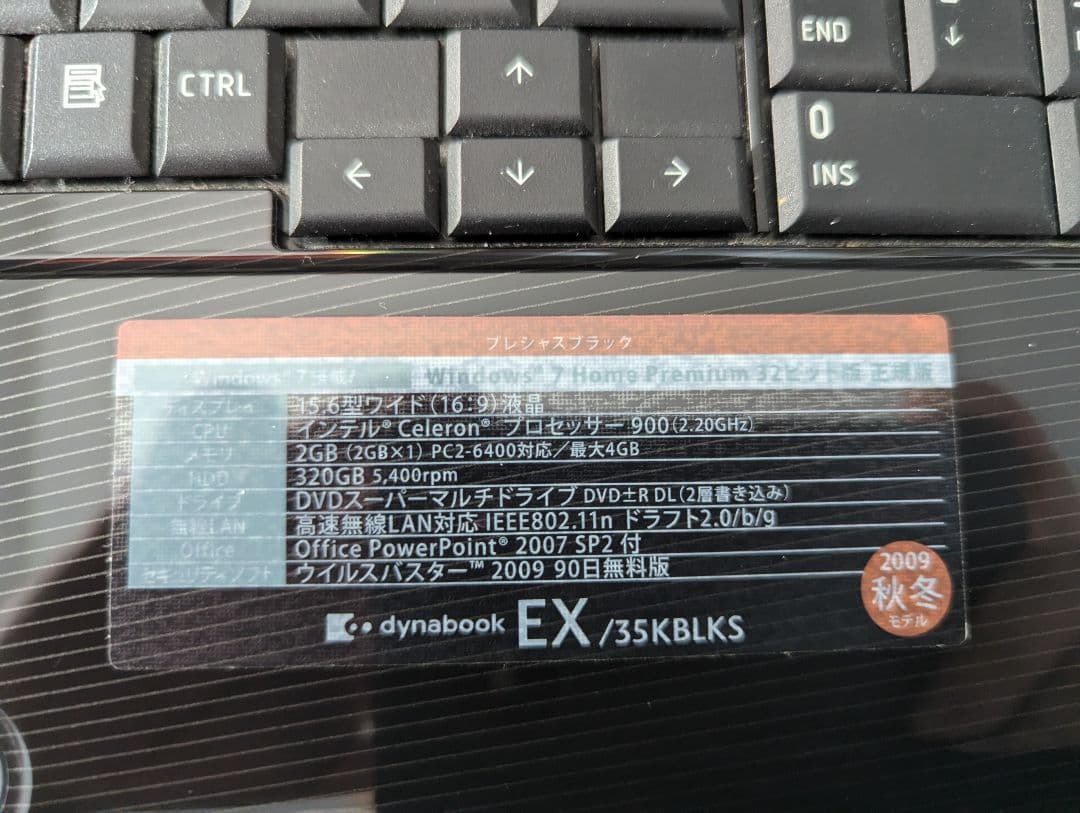 END
↓
CTRL
↑
0
←
↓
→
INS
プレシャスブラック
Windows® 7 Home Premium 32ビット版 正規版
ディスプレイ 15.6型ワイド(16:9)液晶
CPU インテル® Celeron® プロセッサー 900(2.20GHz)
メモリ 2GB (2GB×1) PC2-6400対応/最大4GB
HDD 320GB 5,400rpm
ドライブ DVDスーパーマルチドライブ DVD±R DL(2層書き込み)
無線LAN 高速無線LAN対応 IEEE802.11n ドラフト2.0/b/g
Office Office PowerPoint® 2007 SP2 付
セキュリティソフト ウイルスバスター™ 2009 90日無料版
2009
秋冬
モデル
dynabook EX /35KBLKS